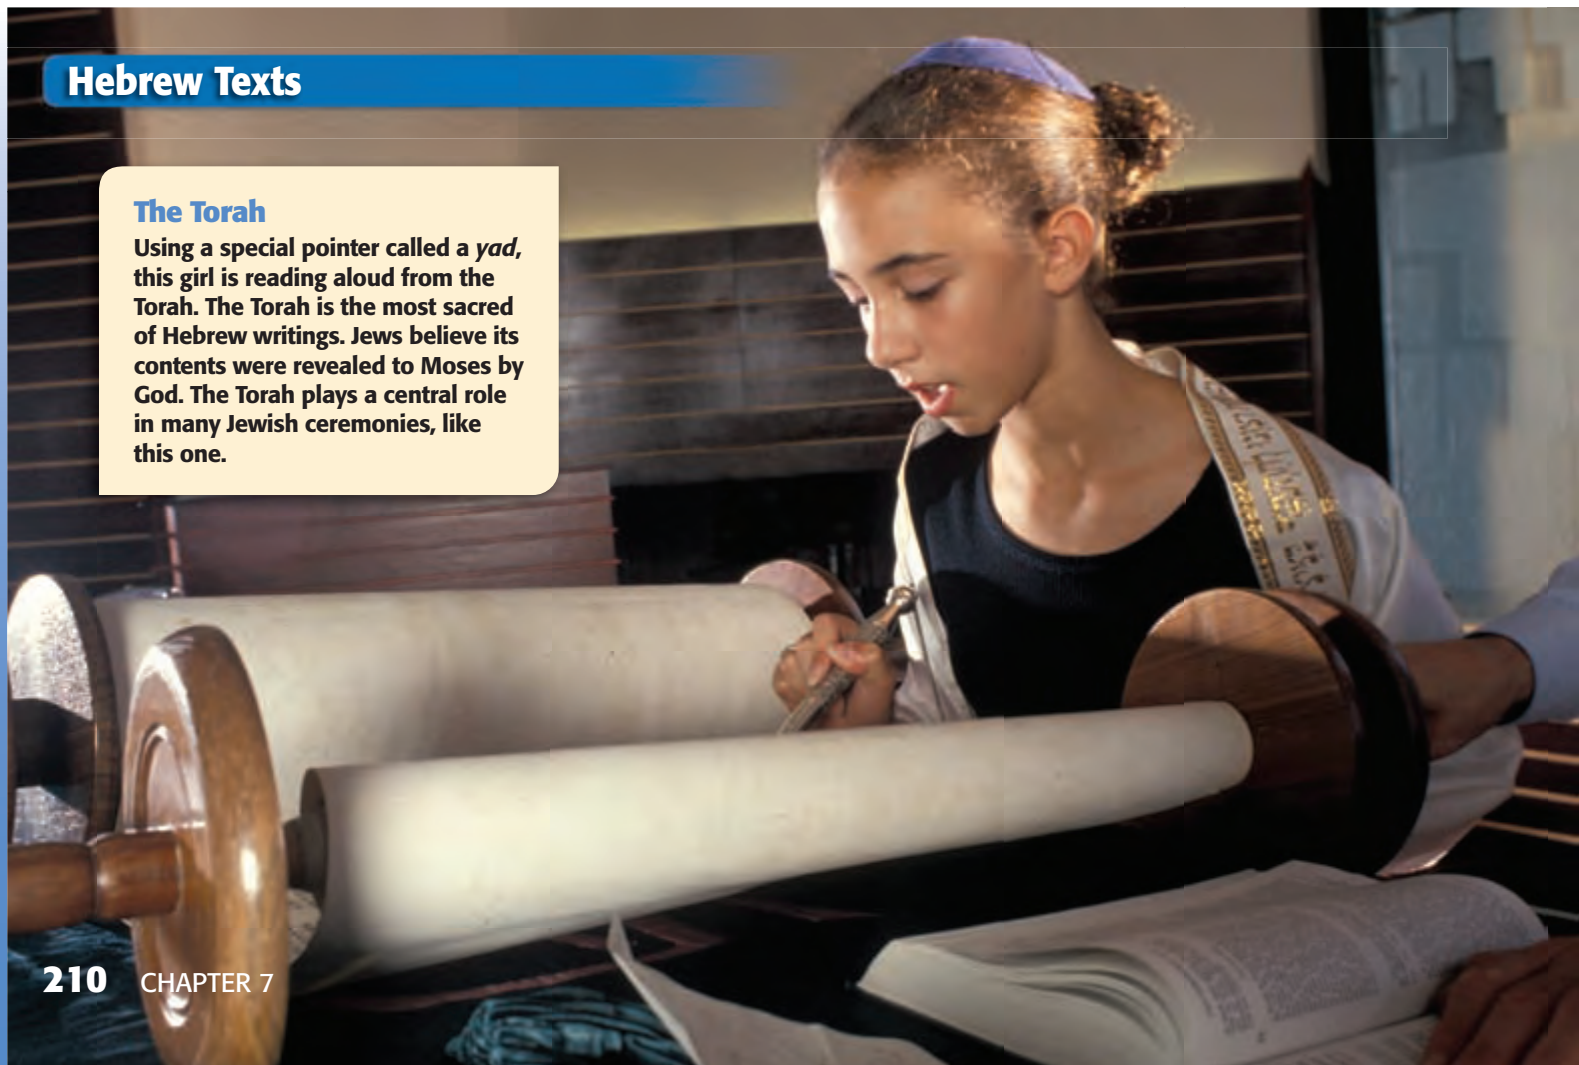 Hebrew Texts
The Torah
Using a special pointer called a yad,
this girl is reading aloud from the
Torah. The Torah is the most sacred
of Hebrew writings. Jews believe its
contents were revealed to Moses by
God. The Torah plays a central role
in many Jewish ceremonies, like
this one.
210 CHAPTER 7